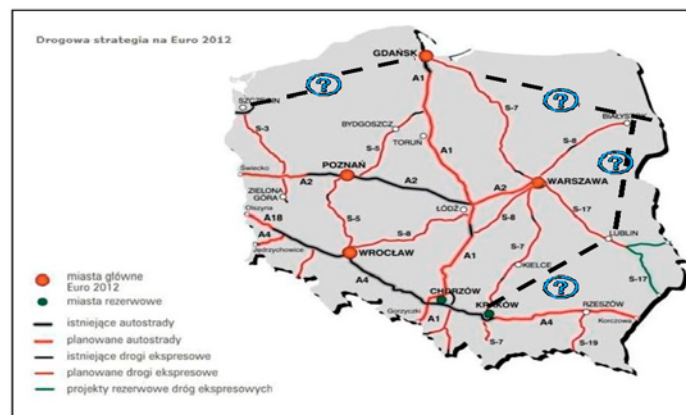 Drogowa strategia na Euro 2012
GDAŃSK
?
?
SZCZECIN
A1
S-7
BIAŁYST
S-3
BYDGOSZCZ
S-5
TORUŃ
A1
S-8
?
Świecko
POZNAŃ
A2
A2
A2
WARSZAWA
ZIELONA
GÓRA
ŁÓDŹ
Olszyna
A18
S-5
S-8
S-8
S-17
A4
Jędrzychowice
WROCŁAW
A1
S-7
LUBLIN
KIELCE
?
S-17
A4
CHORZÓW
KRAKÓW
RZESZÓW
Gorzyczki
A1
A4
Korczowa
S-7
S-19
miasta główne
Euro 2012
miasta rezerwowe
istniejące autostrady
planowane autostrady
istniejące drogi ekspresowe
planowane drogi ekspresowe
projekty rezerwowe dróg ekspresowych